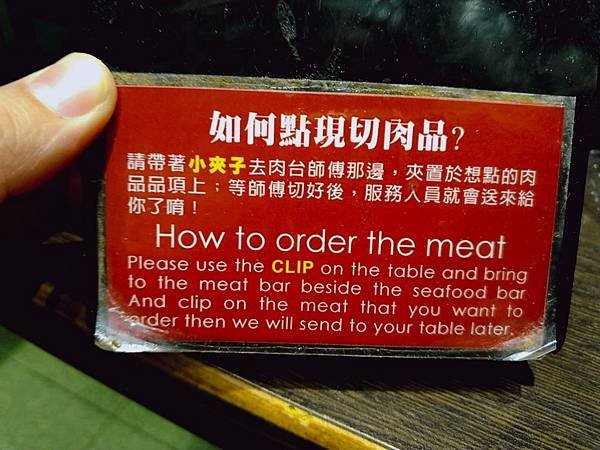 如何點現切肉品?
請帶著小夾子去肉台師傅那邊，夾置於想點的肉
品品項上；等師傅切好後，服務人員就會送來給
你了唷！
How to order the meat
Please use the CLIP on the table and bring
to the meat bar beside the seafood bar
And clip on the meat that you want to
order then we will send to your table later.